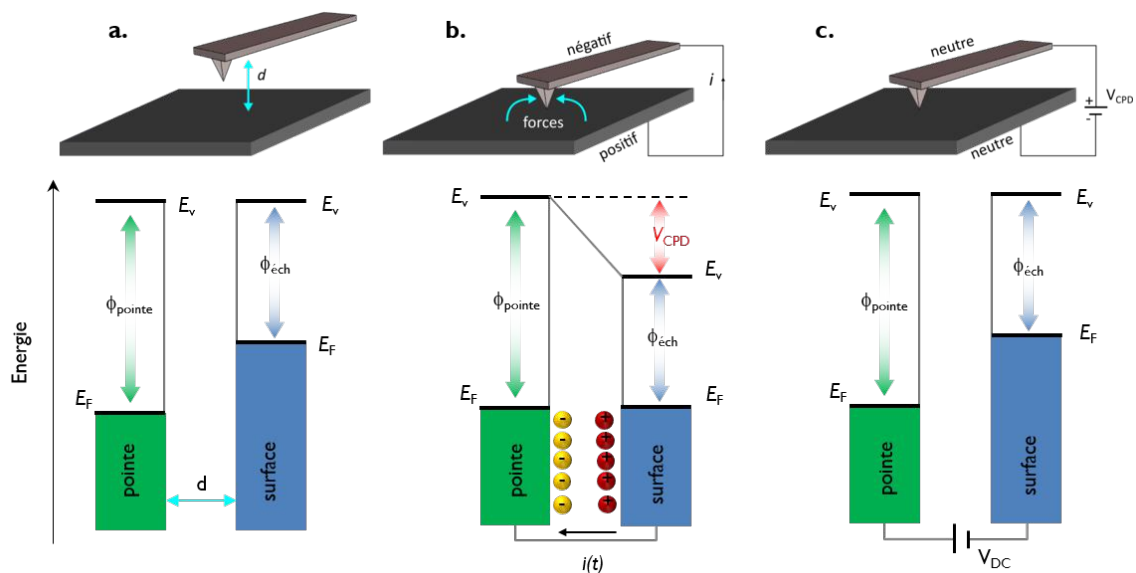 a.
d
b.
négatif
i
forces
positif
c.
neutre
+
V_CPD
-
neutre
Energie
E_v
E_v
ϕ_pointe
ϕ_éch
E_F
E_F
pointe
d
surface
E_v
V_CPD
E_v
ϕ_pointe
ϕ_éch
E_F
E_F
- +
- +
- +
- +
- +
pointe
surface
i(t)
E_v
E_v
ϕ_pointe
ϕ_éch
E_F
E_F
pointe
surface
V_DC